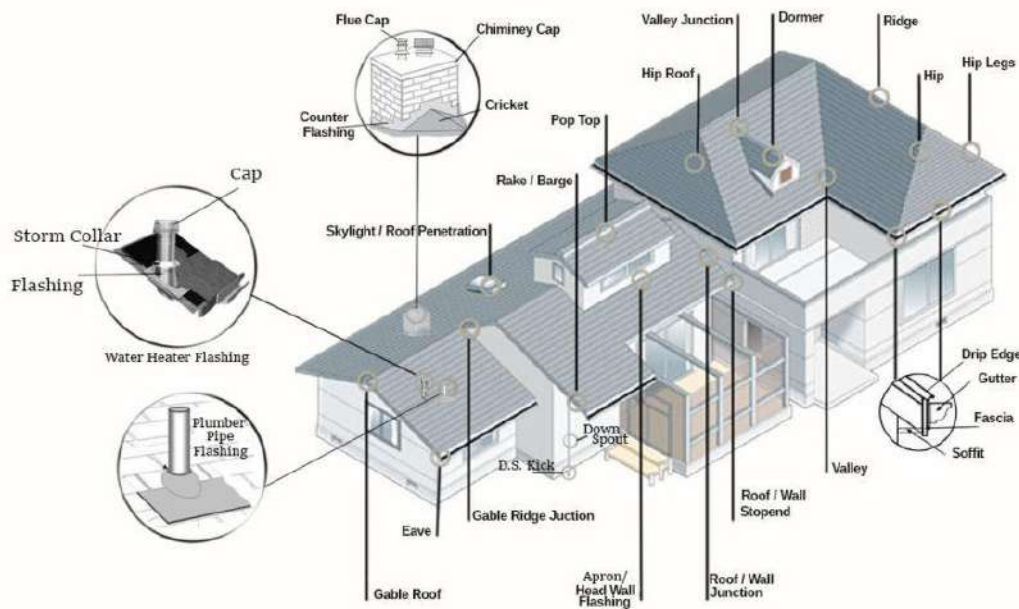 Flue Cap
Chiminey Cap
Counter
Flashing
Cricket
Valley Junction
Dormer
Ridge
Hip Roof
Hip
Hip Legs
Pop Top
Rake / Barge
Skylight / Roof Penetration
Cap
Storm Collar
Flashing
Water Heater Flashing
Plumber
Pipe
Flashing
Down
Spout
D.S. Kick
Eave
Gable Ridge Juction
Gable Roof
Apron/
Head Wall
Flashing
Roof / Wall
Junction
Roof / Wall
Stopend
Valley
Drip Edge
Gutter
Fascia
Soffit